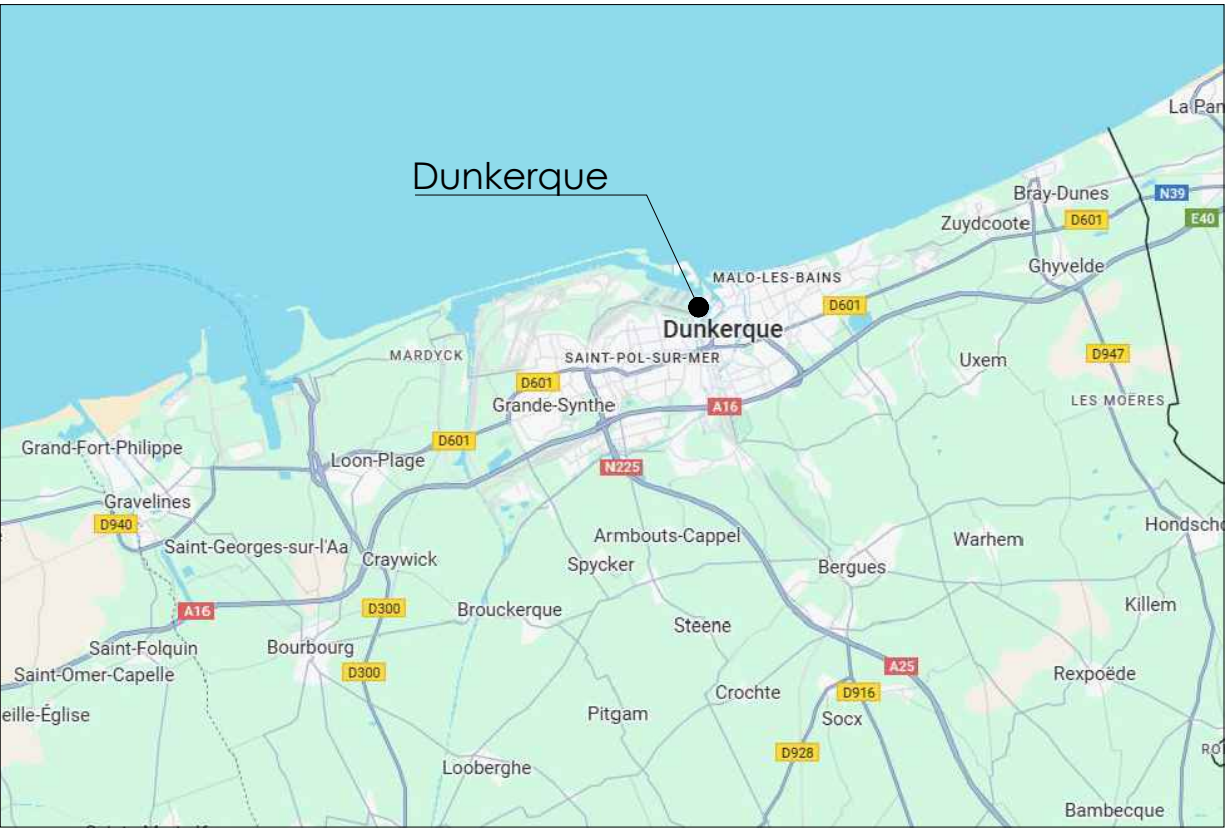 La Pan
Dunkerque
Bray-Dunes
N39
Zuydcoote
D601
E40
Ghyvelde
MALO-LES-BAINS
D601
Dunkerque
MARDYCK
SAINT-POL-SUR-MER
Uxem
D947
D601
Grande-Synthe
A16
LES MOËRES
Grand-Fort-Philippe
D601
Loon-Plage
N225
Gravelines
D940
Hondscho
Saint-Georges-sur-l'Aa
Craywick
Armbouts-Cappel
Warhem
Spycker
Bergues
A16
D300
Brouckerque
Killem
Steene
Saint-Folquin
Bourbourg
Saint-Omer-Capelle
D300
A25
Rexpoëde
Crochte
D916
eille-Église
Pitgam
Socx
D928
Looberghe
Bambecque